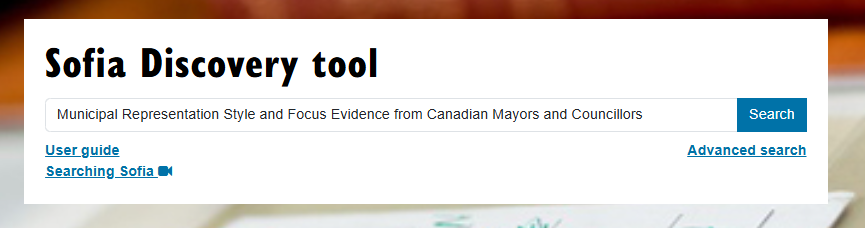 Sofia Discovery tool
Municipal Representation Style and Focus Evidence from Canadian Mayors and Councillors Search
User guide Advanced search
Searching Sofia